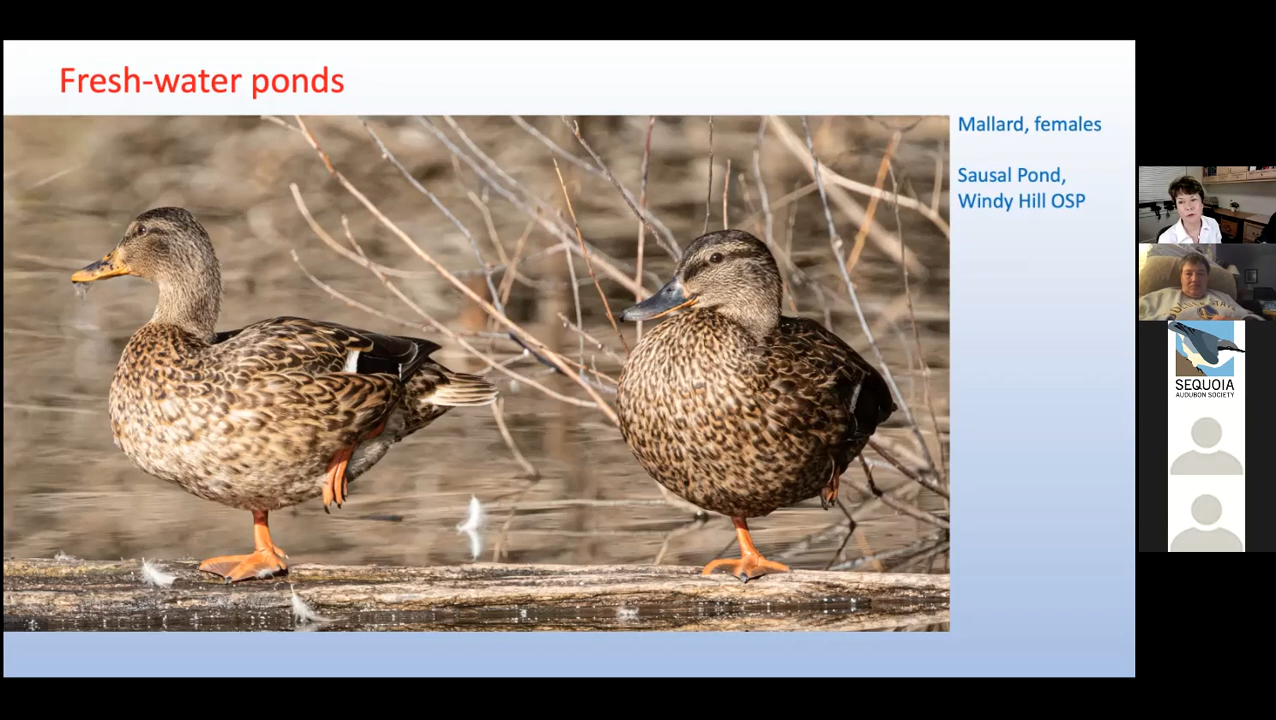 Fresh-water ponds
Mallard, females
Sausal Pond,
Windy Hill OSP
SEQUOIA
AUDUBON SOCIETY